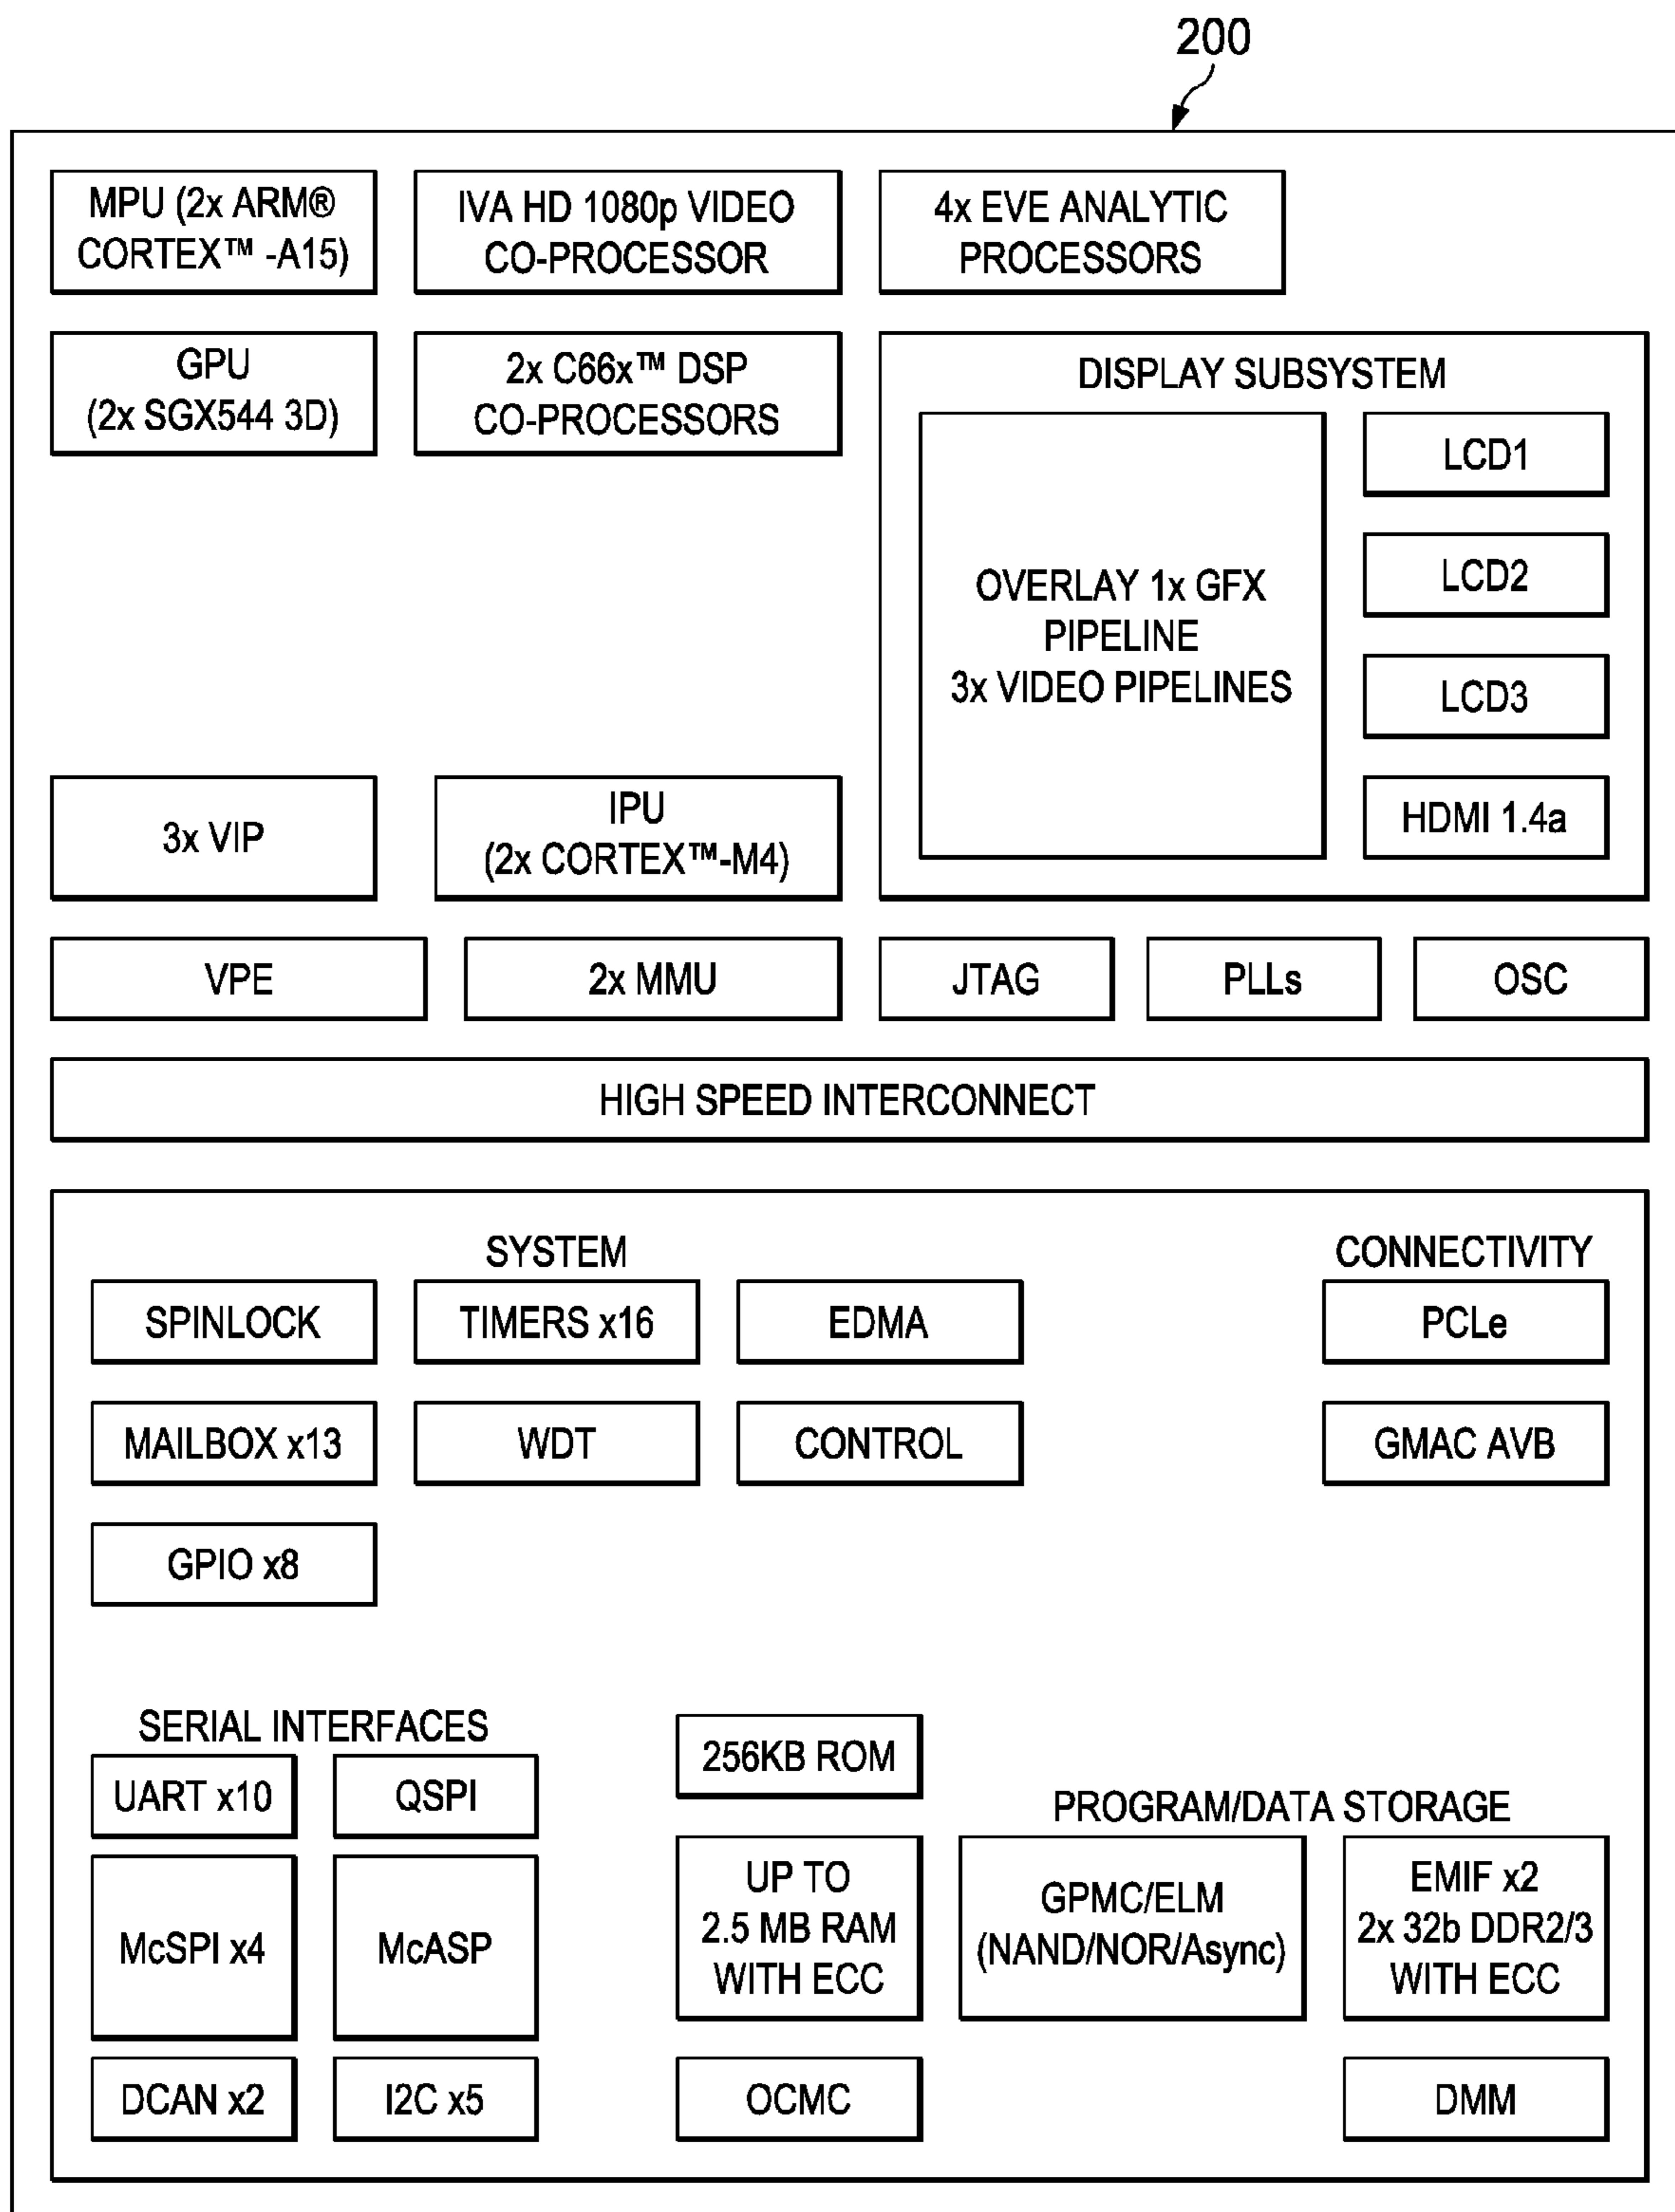 200
MPU (2x ARM®
CORTEX™ -A15)
IVA HD 1080p VIDEO
CO-PROCESSOR
4x EVE ANALYTIC
PROCESSORS
GPU
(2x SGX544 3D)
2x C66x™ DSP
CO-PROCESSORS
DISPLAY SUBSYSTEM
OVERLAY 1x GFX
PIPELINE
3x VIDEO PIPELINES
LCD1
LCD2
LCD3
HDMI 1.4a
3x VIP
IPU
(2x CORTEX™-M4)
VPE
2x MMU
JTAG
PLLs
OSC
HIGH SPEED INTERCONNECT
SYSTEM
SPINLOCK
TIMERS x16
EDMA
MAILBOX x13
WDT
CONTROL
GPIO x8
CONNECTIVITY
PCLe
GMAC AVB
SERIAL INTERFACES
UART x10
QSPI
McSPI x4
McASP
DCAN x2
I2C x5
256KB ROM
UP TO
2.5 MB RAM
WITH ECC
OCMC
PROGRAM/DATA STORAGE
GPMC/ELM
(NAND/NOR/Async)
EMIF x2
2x 32b DDR2/3
WITH ECC
DMM